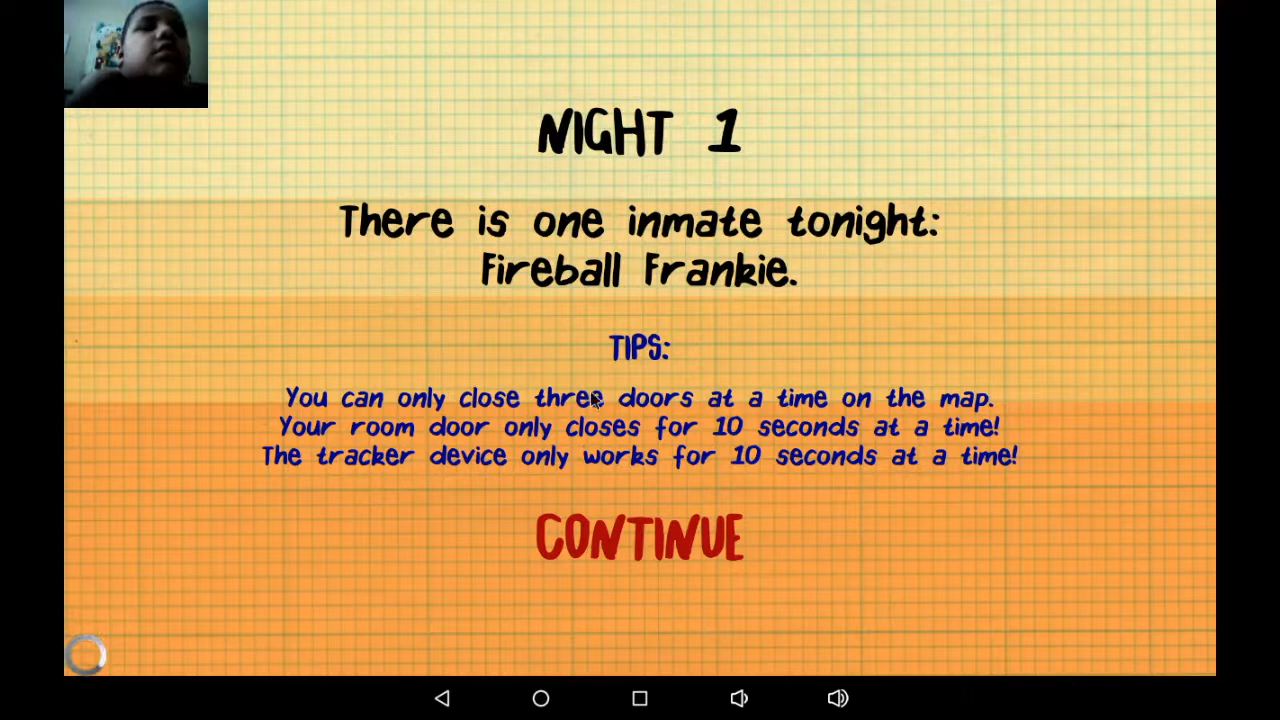 NIGHT 1
There is one inmate tonight:
Fireball Frankie.
TIPS:
You can only close three doors at a time on the map.
Your room door only closes for 10 seconds at a time!
The tracker device only works for 10 seconds at a time!
CONTINUE